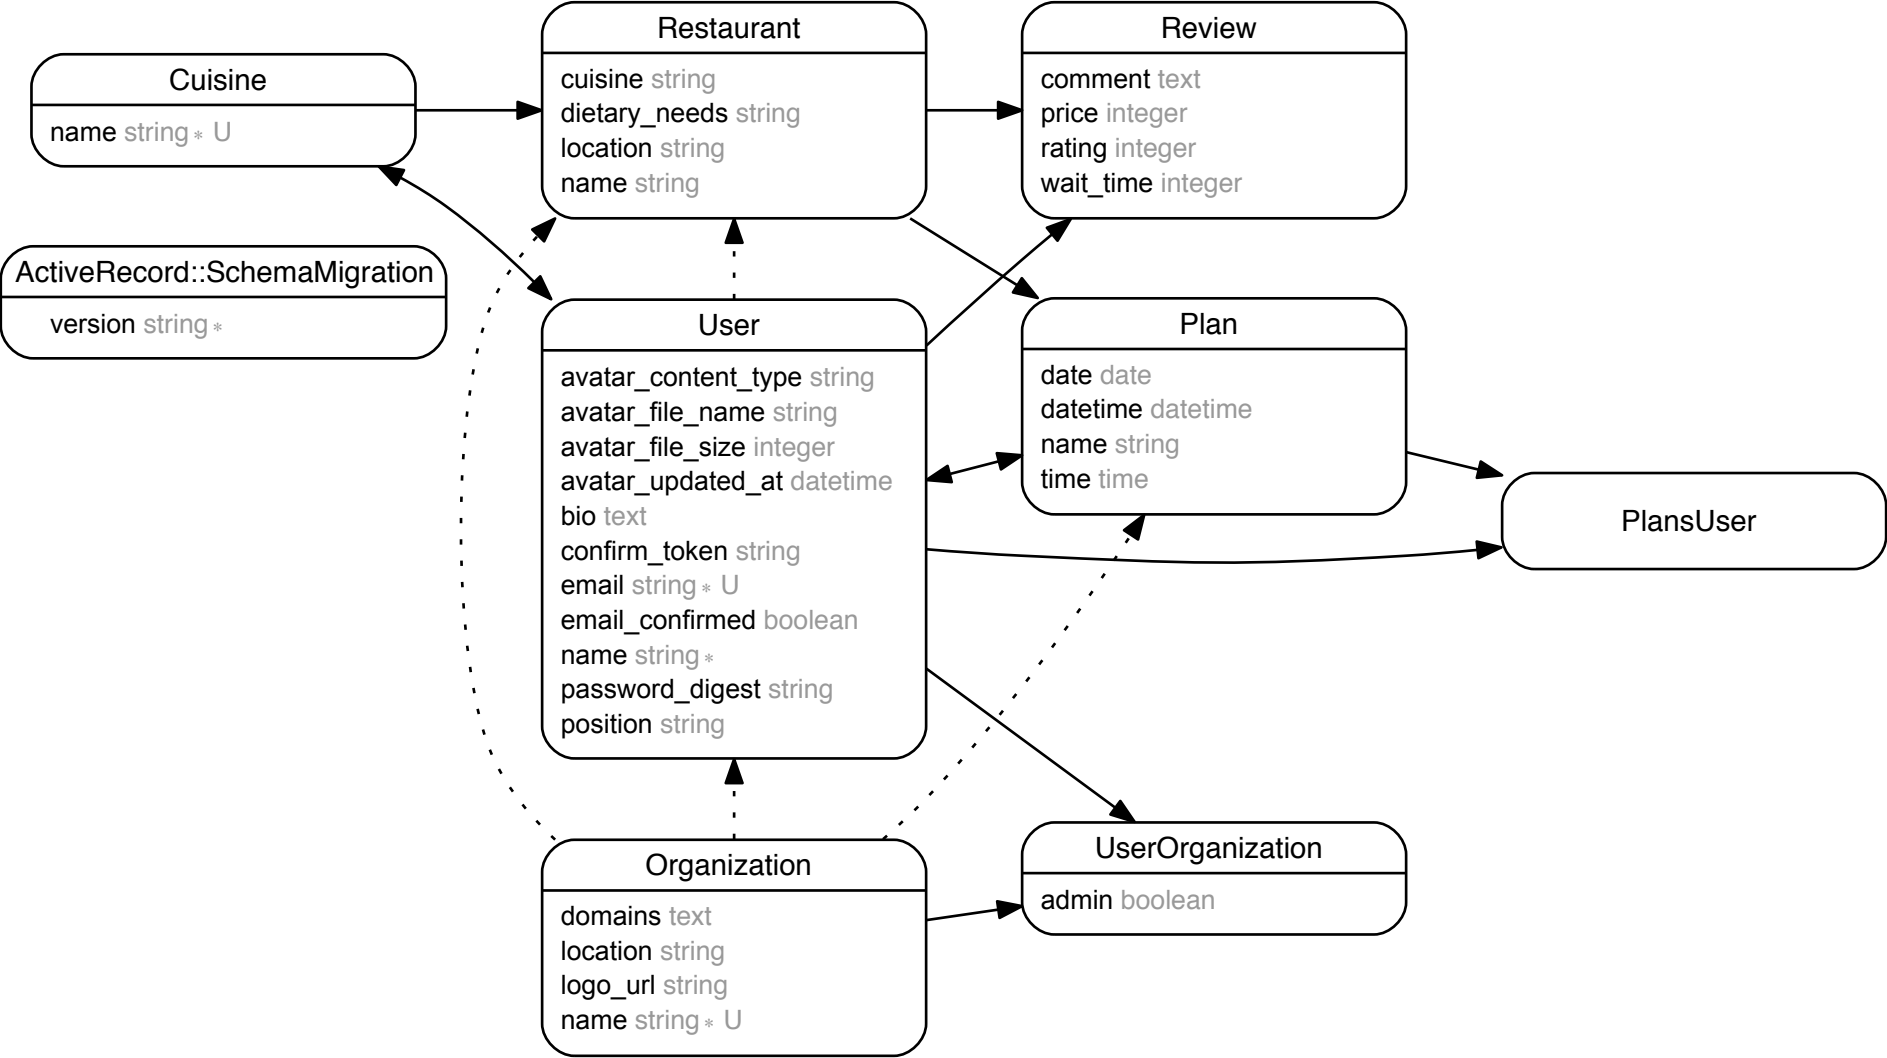 Cuisine
name string* U
ActiveRecord::SchemaMigration
version string*
Restaurant
cuisine string
dietary_needs string
location string
name string
Review
comment text
price integer
rating integer
wait_time integer
User
avatar_content_type string
avatar_file_name string
avatar_file_size integer
avatar_updated_at datetime
bio text
confirm_token string
email string* U
email_confirmed boolean
name string*
password_digest string
position string
Plan
date date
datetime datetime
name string
time time
PlansUser
Organization
domains text
location string
logo_url string
name string* U
UserOrganization
admin boolean